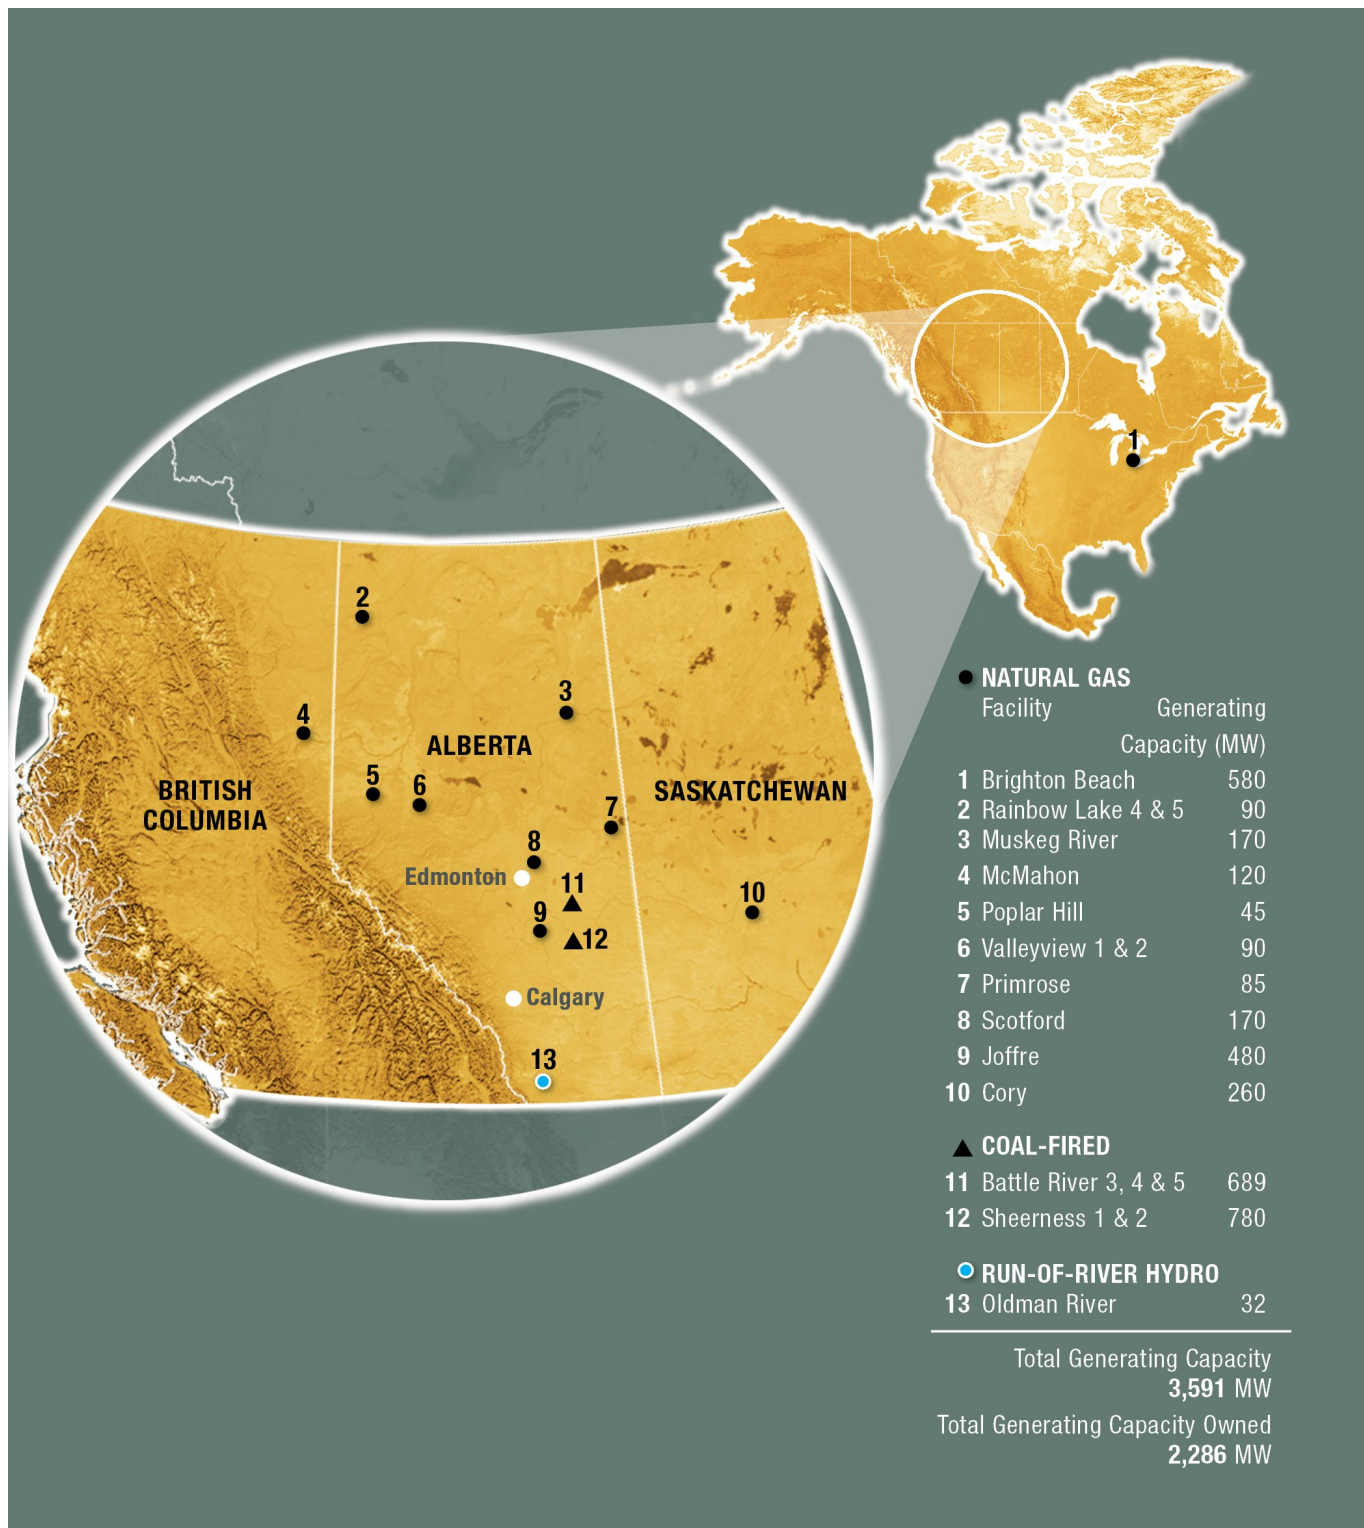 1
2
3
4
ALBERTA
5
6
BRITISH
COLUMBIA
SASKATCHEWAN
7
8
Edmonton
11
10
9
12
Calgary
13
NATURAL GAS
Facility Generating
Capacity (MW)
1 Brighton Beach 580
2 Rainbow Lake 4 & 5 90
3 Muskeg River 170
4 McMahon 120
5 Poplar Hill 45
6 Valleyview 1 & 2 90
7 Primrose 85
8 Scotford 170
9 Joffre 480
10 Cory 260
COAL-FIRED
11 Battle River 3, 4 & 5 689
12 Sheerness 1 & 2 780
RUN-OF-RIVER HYDRO
13 Oldman River 32
Total Generating Capacity
3,591 MW
Total Generating Capacity Owned
2,286 MW